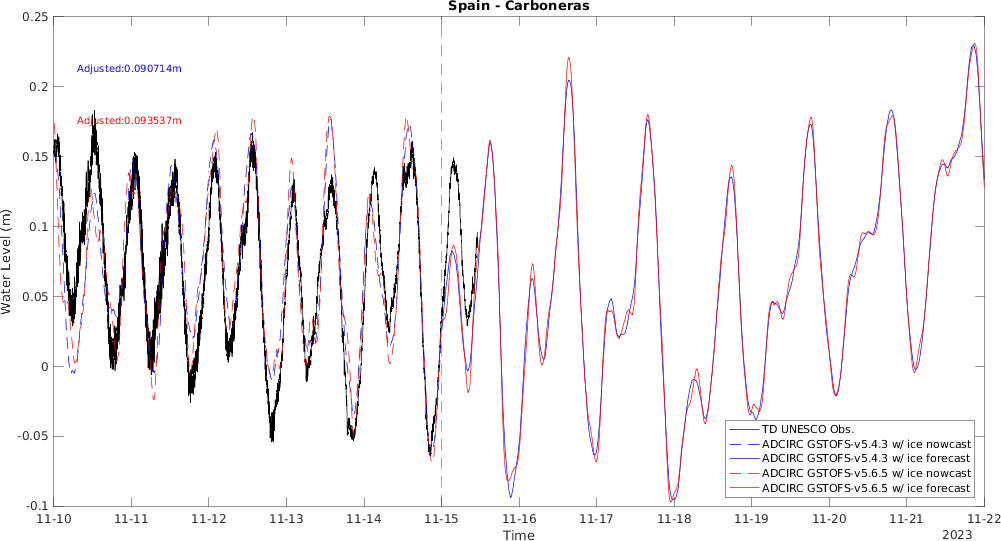 Spain - Carboneras
0.25
0.2
0.15
0.1
0.05
0
-0.05
-0.1
Water Level (m)
Adjusted:0.090714m
Adjusted:0.093537m
TD UNESCO Obs.
ADCIRC GSTOFS-v5.4.3 w/ ice nowcast
ADCIRC GSTOFS-v5.4.3 w/ ice forecast
ADCIRC GSTOFS-v5.6.5 w/ ice nowcast
ADCIRC GSTOFS-v5.6.5 w/ ice forecast
11-10 11-11 11-12 11-13 11-14 11-15 11-16 11-17 11-18 11-19 11-20 11-21 11-22
Time
2023